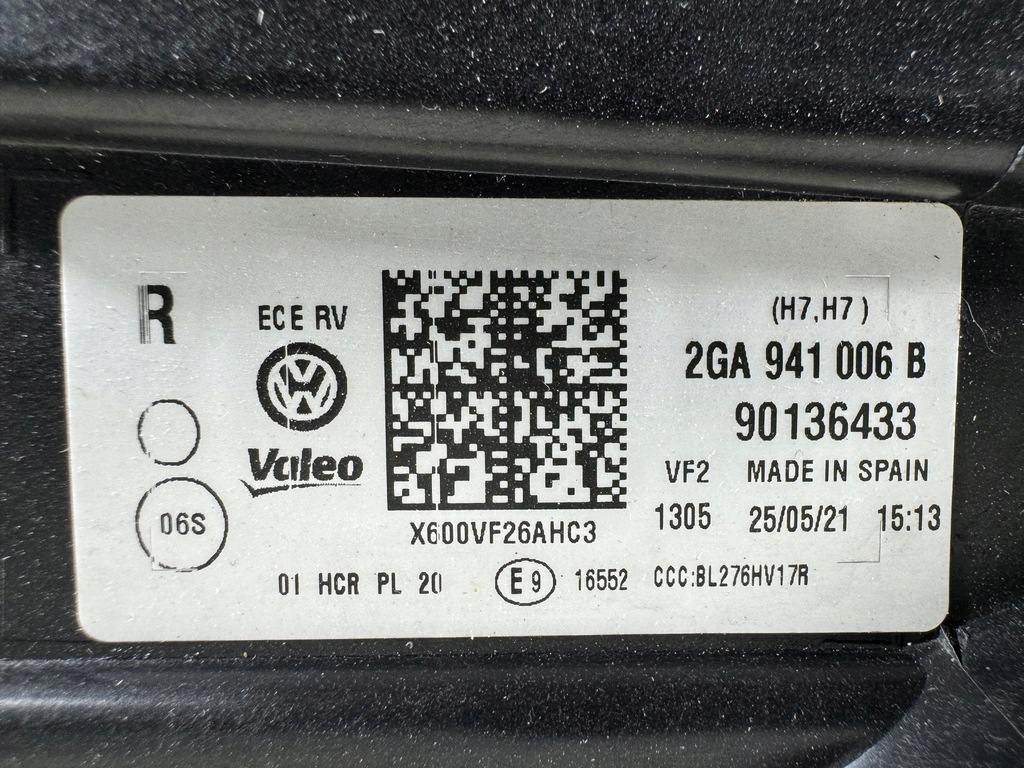 R
ECE RV
Valeo
06S
X600VF26AHC3
(H7,H7)
2GA 941 006 B
90136433
VF2 MADE IN SPAIN
1305 25/05/21 15:13
01 HCR PL 20 E9 16552 CCC:BL276HV17R